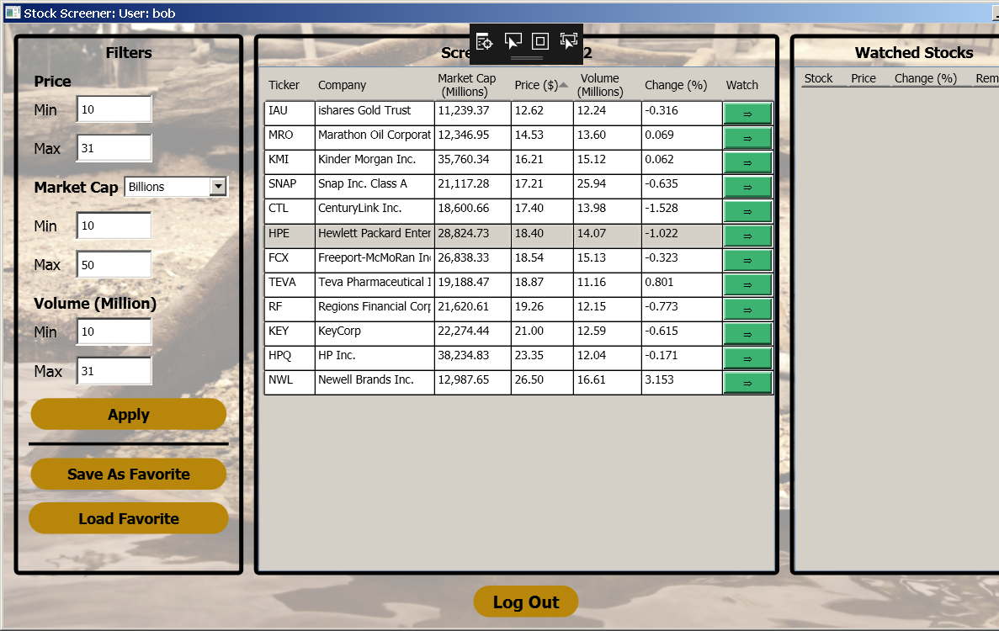 Stock Screener: User: bob
Filters
Price
Min 10
Max 31
Market Cap Billions
Min 10
Max 50
Volume (Million)
Min 10
Max 31
Apply
Save As Favorite
Load Favorite
2
Ticker Company Market Cap (Millions) Price ($) Volume (Millions) Change (%) Watch
IAU ishares Gold Trust 11,239.37 12.62 12.24 -0.316 ⇒
MRO Marathon Oil Corporat 12,346.95 14.53 13.60 0.069 ⇒
KMI Kinder Morgan Inc. 35,760.34 16.21 15.12 0.062 ⇒
SNAP Snap Inc. Class A 21,117.28 17.21 25.94 -0.635 ⇒
CTL CenturyLink Inc. 18,600.66 17.40 13.98 -1.528 ⇒
HPE Hewlett Packard Enter 28,824.73 18.40 14.07 -1.022 ⇒
FCX Freeport-McMoRan In 26,838.33 18.54 15.13 -0.323 ⇒
TEVA Teva Pharmaceutical I 19,188.47 18.87 11.16 0.801 ⇒
RF Regions Financial Corp 21,620.61 19.26 12.15 -0.773 ⇒
KEY KeyCorp 22,274.44 21.00 12.59 -0.615 ⇒
HPQ HP Inc. 38,234.83 23.35 12.04 -0.171 ⇒
NWL Newell Brands Inc. 12,987.65 26.50 16.61 3.153 ⇒
Watched Stocks
Stock Price Change (%) Rem
Log Out